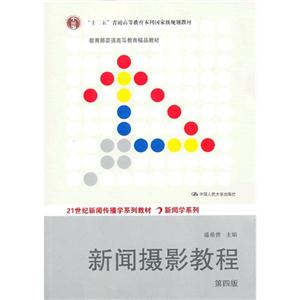 "十二五"普通高等教育本科国家级规划教材
教育部普通高等教育精品教材
中国人民大学出版社
21世纪新闻传播学系列教材 新闻学系列
盛希贵 主编
新闻摄影教程
第四版